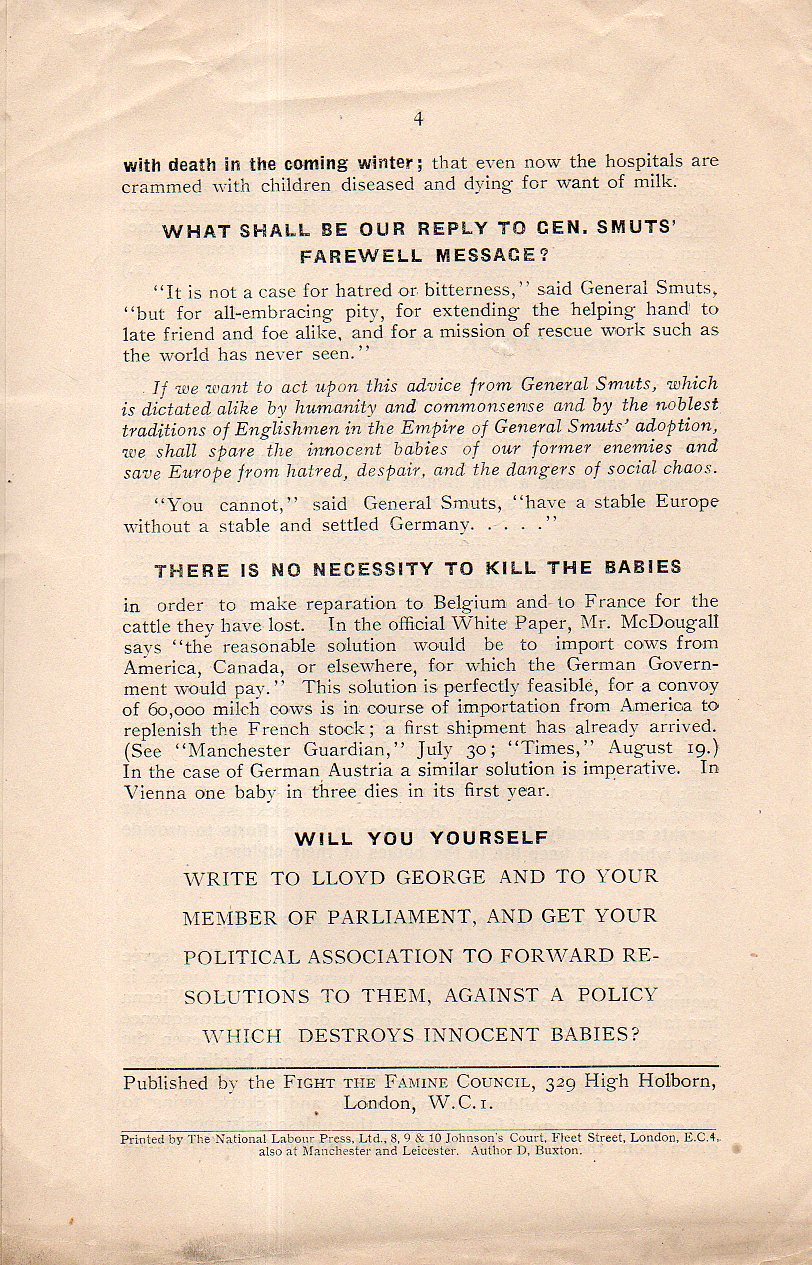 4
with death in the coming winter; that even now the hospitals are
crammed with children diseased and dying for want of milk.
WHAT SHALL BE OUR REPLY TO GEN. SMUTS'
FAREWELL MESSAGE?
"It is not a case for hatred or bitterness," said General Smuts,
"but for all-embracing pity, for extending the helping hand to
late friend and foe alike, and for a mission of rescue work such as
the world has never seen."
If we want to act upon this advice from General Smuts, which
is dictated alike by humanity and commonsense and by the noblest
traditions of Englishmen in the Empire of General Smuts' adoption,
we shall spare the innocent babies of our former enemies and
save Europe from hatred, despair, and the dangers of social chaos.
"You cannot," said General Smuts, "have a stable Europe
without a stable and settled Germany. . . . ."
THERE IS NO NECESSITY TO KILL THE BABIES
in order to make reparation to Belgium and to France for the
cattle they have lost. In the official White Paper, Mr. McDougall
says "the reasonable solution would be to import cows from
America, Canada, or elsewhere, for which the German Govern-
ment would pay." This solution is perfectly feasible, for a convoy
of 60,000 milch cows is in course of importation from America to
replenish the French stock; a first shipment has already arrived.
(See "Manchester Guardian," July 30; "Times," August 19.)
In the case of German Austria a similar solution is imperative. In
Vienna one baby in three dies in its first year.
WILL YOU YOURSELF
WRITE TO LLOYD GEORGE AND TO YOUR
MEMBER OF PARLIAMENT, AND GET YOUR
POLITICAL ASSOCIATION TO FORWARD RE-
SOLUTIONS TO THEM, AGAINST A POLICY
WHICH DESTROYS INNOCENT BABIES?
Published by the FIGHT THE FAMINE COUNCIL, 329 High Holborn,
London, W.C.1.
Printed by The National Labour Press, Ltd., 8, 9 & 10 Johnson's Court, Fleet Street, London, E.C.4,
also at Manchester and Leicester. Author D. Buxton.